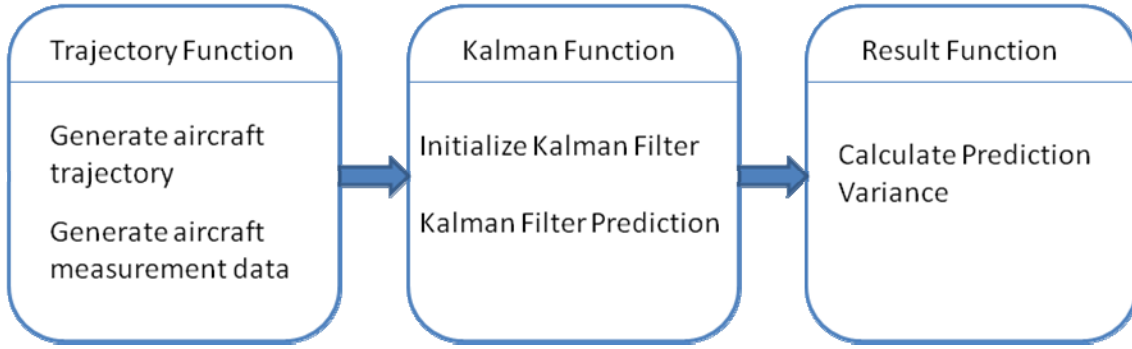 Trajectory Function
Generate aircraft
trajectory
Generate aircraft
measurement data
Kalman Function
Initialize Kalman Filter
Kalman Filter Prediction
Result Function
Calculate Prediction
Variance